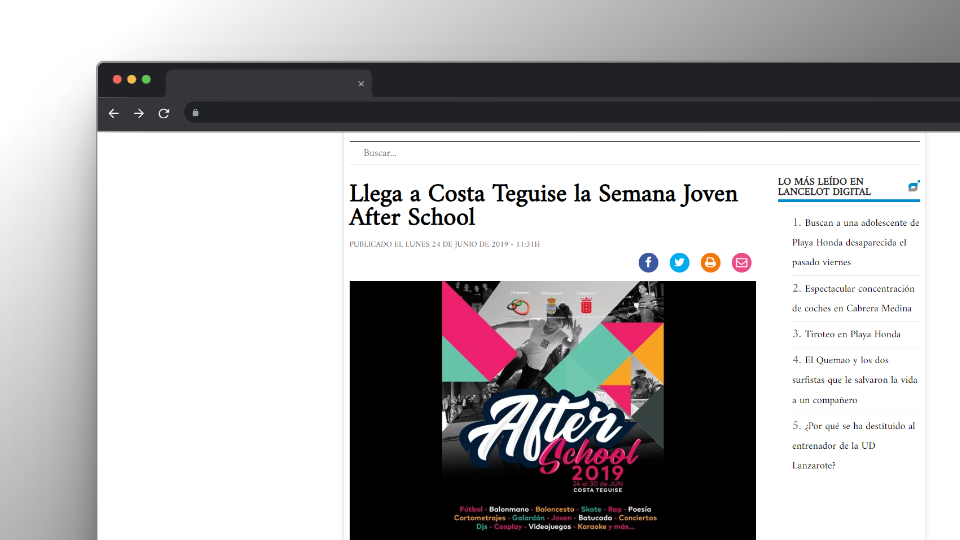 Buscar...
Llega a Costa Teguise la Semana Joven
After School
PUBLICADO EL LUNES 24 DE JUNIO DE 2019 - 11:31H
After
School
2019
24 al 30 de JUN
COSTA TEGUISE
Fútbol - Balonmano - Baloncesto - Skate - Rap - Poesía
Cortometrajes - Galardón - Joven - Batucada - Conciertos
Djs - Cosplay - Videojuegos - Karaoke y más...
LO MÁS LEÍDO EN
LANCELOT DIGITAL
1. Buscan a una adolescente de
Playa Honda desaparecida el
pasado viernes
2. Espectacular concentración
de coches en Cabrera Medina
3. Tiroteo en Playa Honda
4. El Quemao y los dos
surfistas que le salvaron la vida
a un compañero
5. ¿Por qué se ha destituido al
entrenador de la UD
Lanzarote?